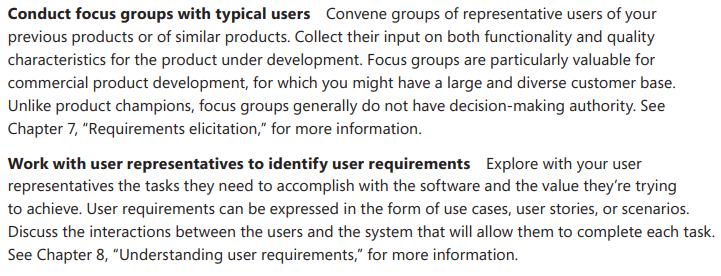 Conduct focus groups with typical users Convene groups of representative users of your
previous products or of similar products. Collect their input on both functionality and quality
characteristics for the product under development. Focus groups are particularly valuable for
commercial product development, for which you might have a large and diverse customer base.
Unlike product champions, focus groups generally do not have decision-making authority. See
Chapter 7, “Requirements elicitation,” for more information.
Work with user representatives to identify user requirements Explore with your user
representatives the tasks they need to accomplish with the software and the value they’re trying
to achieve. User requirements can be expressed in the form of use cases, user stories, or scenarios.
Discuss the interactions between the users and the system that will allow them to complete each task.
See Chapter 8, “Understanding user requirements,” for more information.